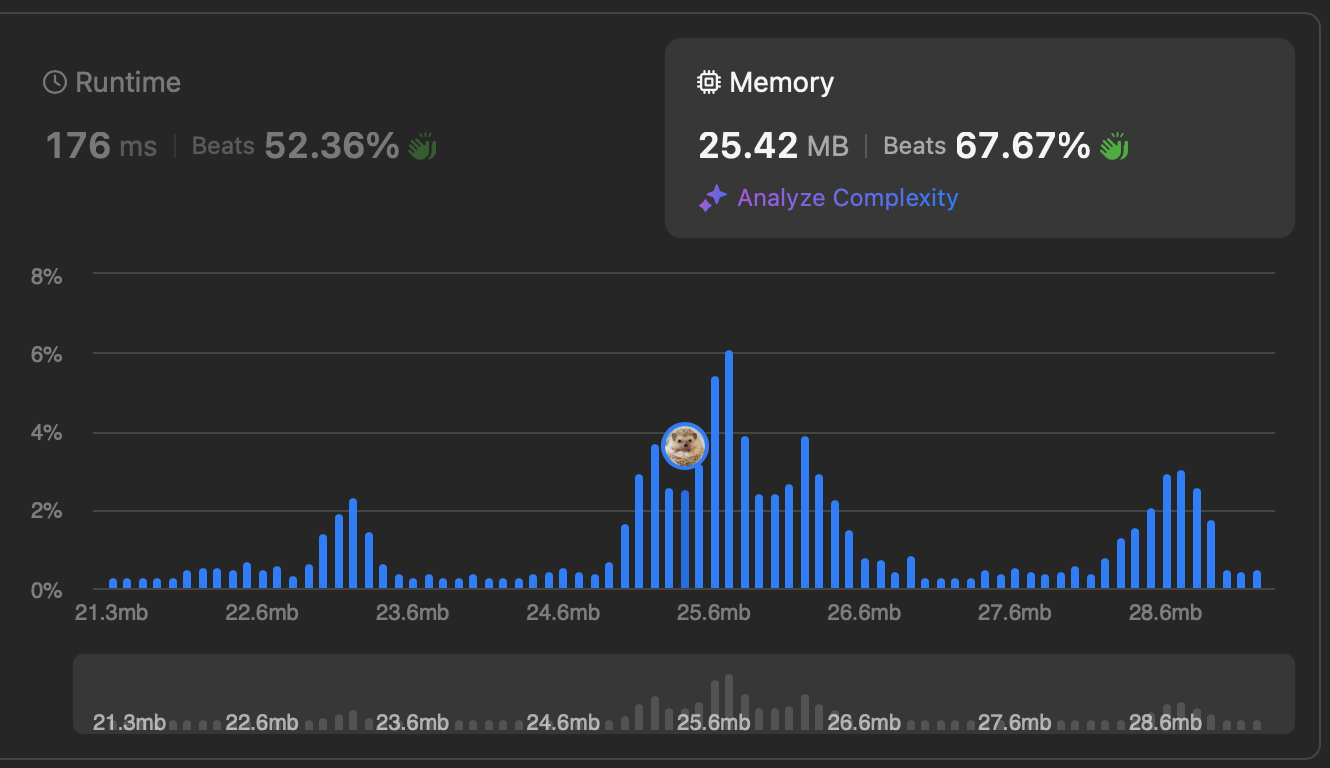 Runtime
176 ms | Beats 52.36%
Memory
25.42 MB | Beats 67.67%
Analyze Complexity
8%
6%
4%
2%
0%
21.3mb 22.6mb 23.6mb 24.6mb 25.6mb 26.6mb 27.6mb 28.6mb
21.3mb 22.6mb 23.6mb 24.6mb 25.6mb 26.6mb 27.6mb 28.6mb